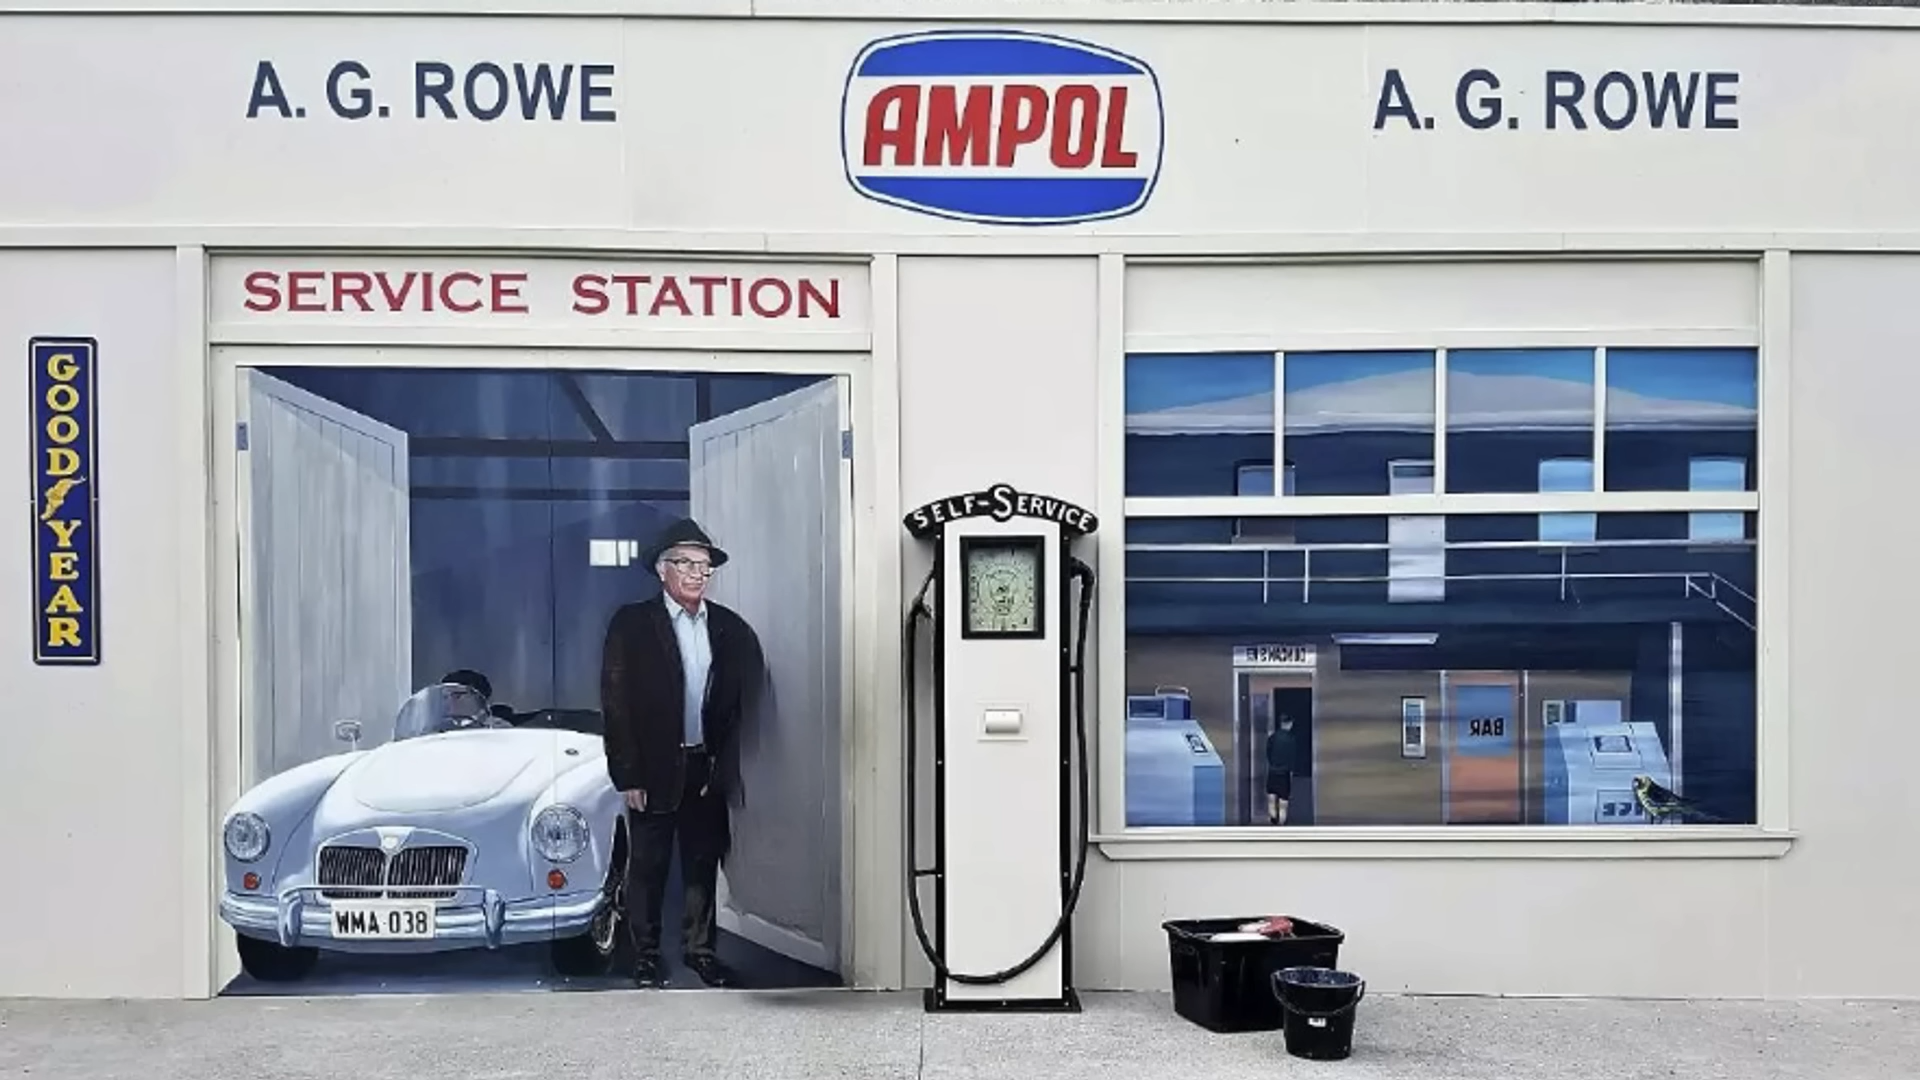 A. G. ROWE
AMPOL
A. G. ROWE
SERVICE STATION
GOODYEAR
SELF-SERVICE
BAR
WMA·038